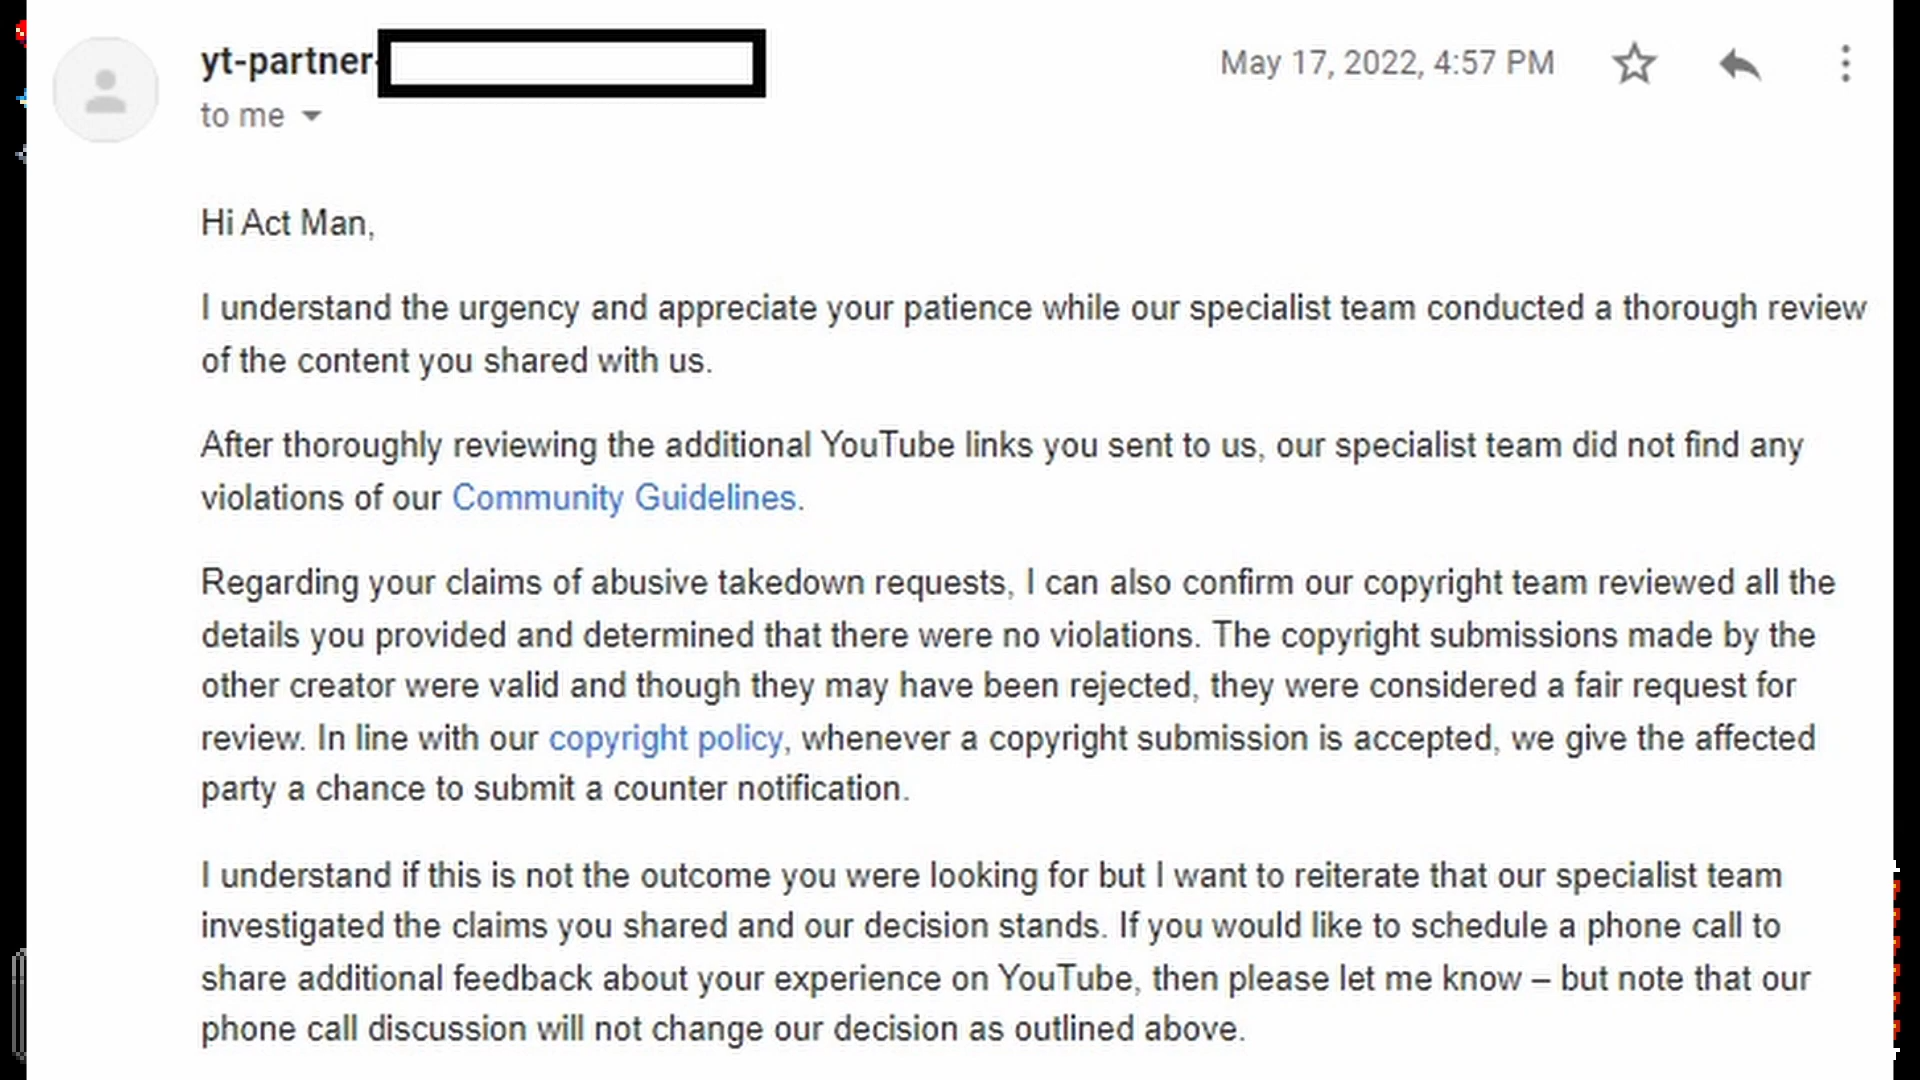 yt-partner-
May 17, 2022, 4:57 PM
to me
Hi Act Man,
I understand the urgency and appreciate your patience while our specialist team conducted a thorough review
of the content you shared with us.
After thoroughly reviewing the additional YouTube links you sent to us, our specialist team did not find any
violations of our Community Guidelines.
Regarding your claims of abusive takedown requests, I can also confirm our copyright team reviewed all the
details you provided and determined that there were no violations. The copyright submissions made by the
other creator were valid and though they may have been rejected, they were considered a fair request for
review. In line with our copyright policy, whenever a copyright submission is accepted, we give the affected
party a chance to submit a counter notification.
I understand if this is not the outcome you were looking for but I want to reiterate that our specialist team
investigated the claims you shared and our decision stands. If you would like to schedule a phone call to
share additional feedback about your experience on YouTube, then please let me know – but note that our
phone call discussion will not change our decision as outlined above.